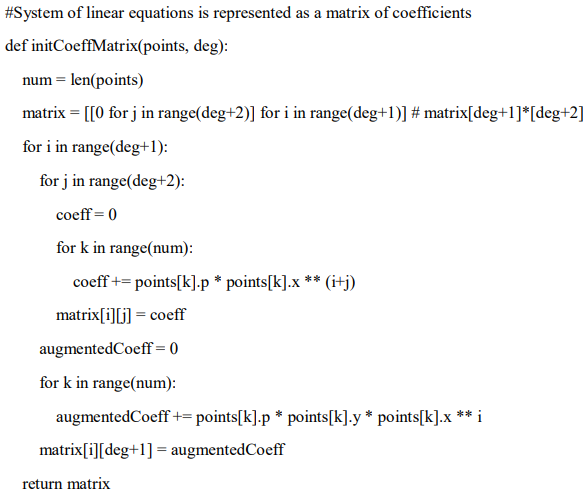 #System of linear equations is represented as a matrix of coefficients
def initCoeffMatrix(points, deg):
num = len(points)
matrix = [[0 for j in range(deg+2)] for i in range(deg+1)] # matrix[deg+1]*[deg+2]
for i in range(deg+1):
for j in range(deg+2):
coeff = 0
for k in range(num):
coeff += points[k].p * points[k].x ** (i+j)
matrix[i][j] = coeff
augmentedCoeff = 0
for k in range(num):
augmentedCoeff += points[k].p * points[k].y * points[k].x ** i
matrix[i][deg+1] = augmentedCoeff
return matrix